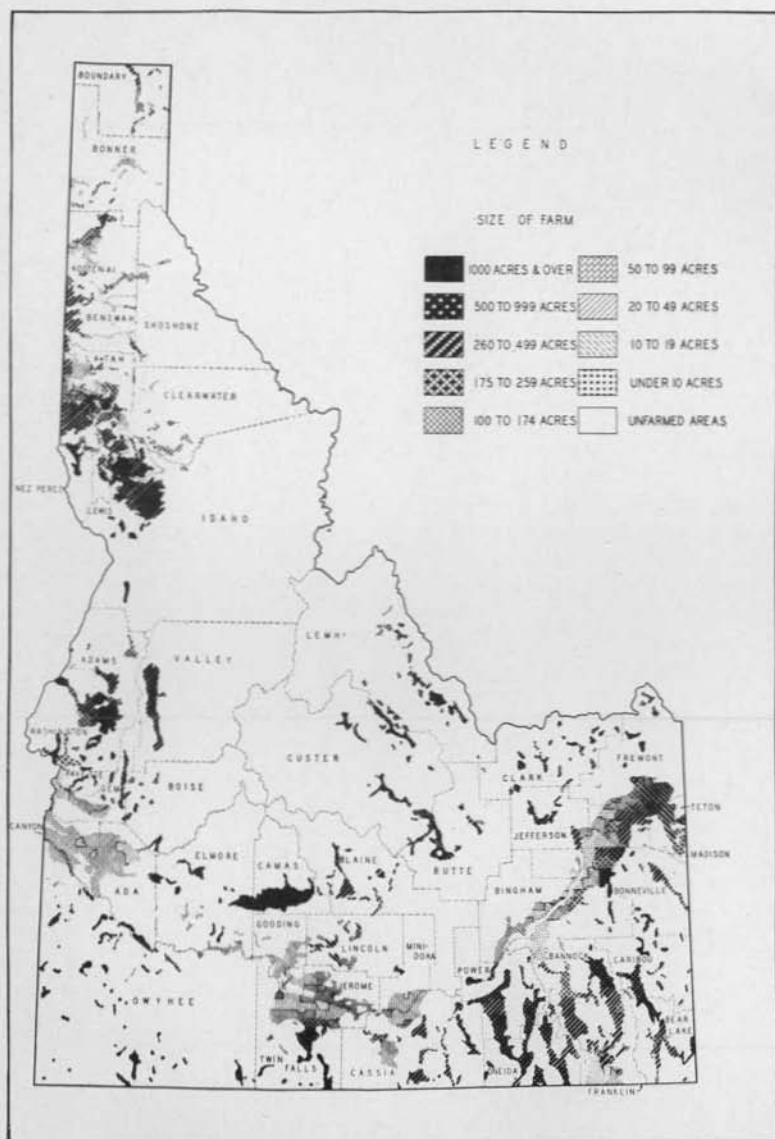 LEGEND
SIZE OF FARM
1000 ACRES & OVER
500 TO 999 ACRES
260 TO 499 ACRES
175 TO 259 ACRES
100 TO 174 ACRES
50 TO 99 ACRES
20 TO 49 ACRES
10 TO 19 ACRES
UNDER 10 ACRES
UNFARMED AREAS
BOUNDARY
BONNER
KOOTENAI
BENEWAH
SHOSHONE
LATAH
CLEARWATER
NEZ PERCE
LEWIS
IDAHO
LEMHI
ADAMS
VALLEY
WASHINGTON
CUSTER
PAYETTE
GEM
BOISE
CLARK
FREMONT
TETON
JEFFERSON
MADISON
CANYON
ADA
ELMORE
CAMAS
BLAINE
BUTTE
BINGHAM
BONNEVILLE
GOODING
LINCOLN
MINI-
DOKA
POWER
BANNOCK
CARIBOU
OWYHEE
JEROME
BEAR
LAKE
TWIN
FALLS
CASSIA
ONEIDA
FRANKLIN